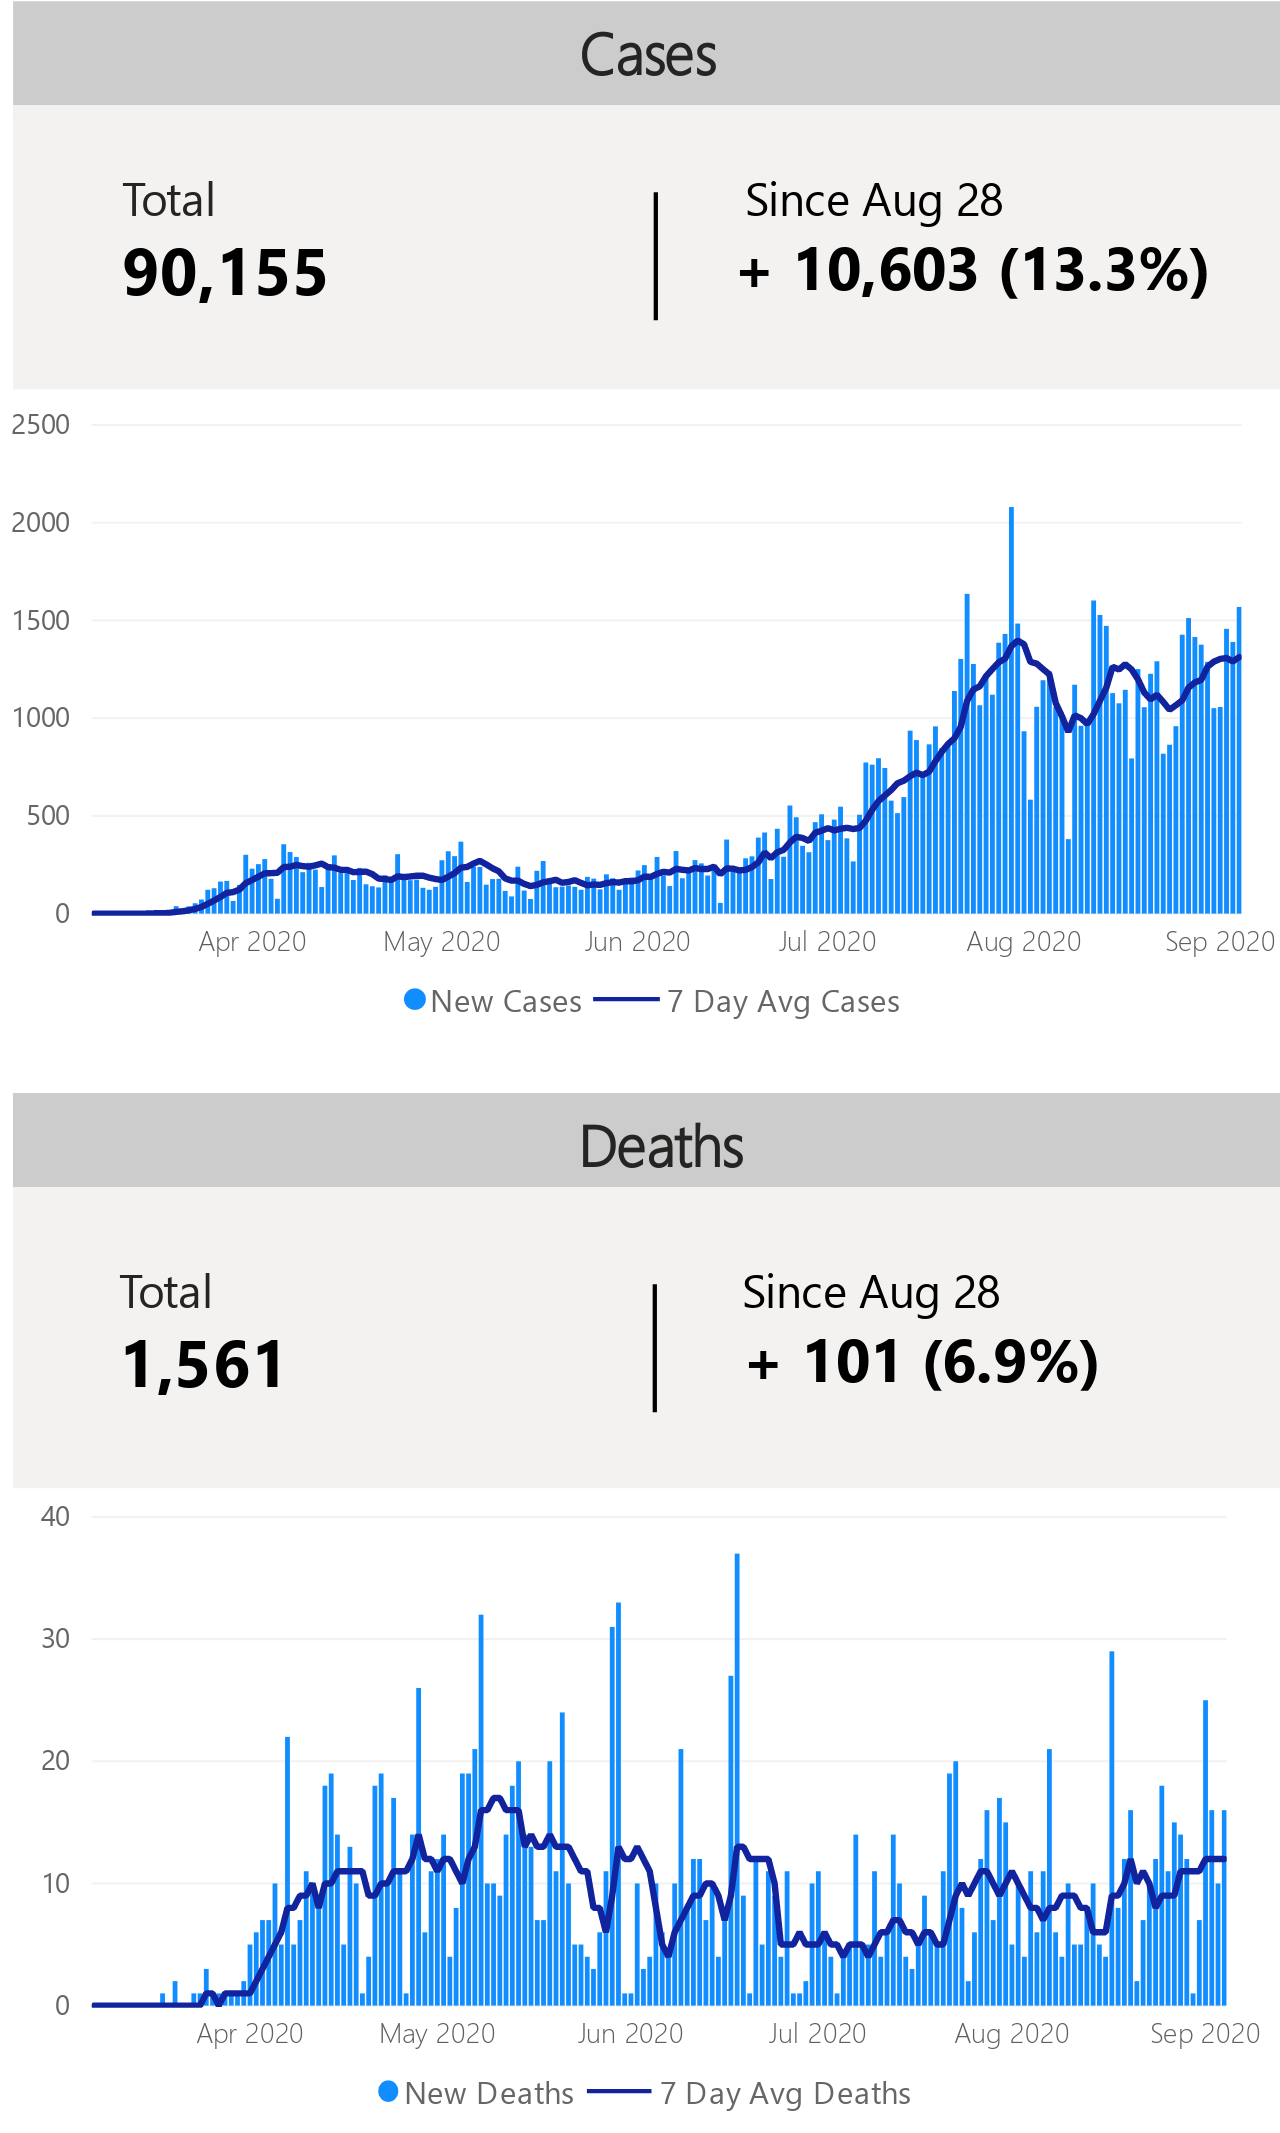 Cases
Total
Since Aug 28
90,155
+ 10,603 (13.3%)
2500
2000
1500
1000
500
0
Apr 2020 May 2020 Jun 2020 Jul 2020 Aug 2020 Sep 2020
New Cases 7 Day Avg Cases
Deaths
Total
Since Aug 28
1,561
+ 101 (6.9%)
40
30
20
10
0
Apr 2020 May 2020 Jun 2020 Jul 2020 Aug 2020 Sep 2020
New Deaths 7 Day Avg Deaths